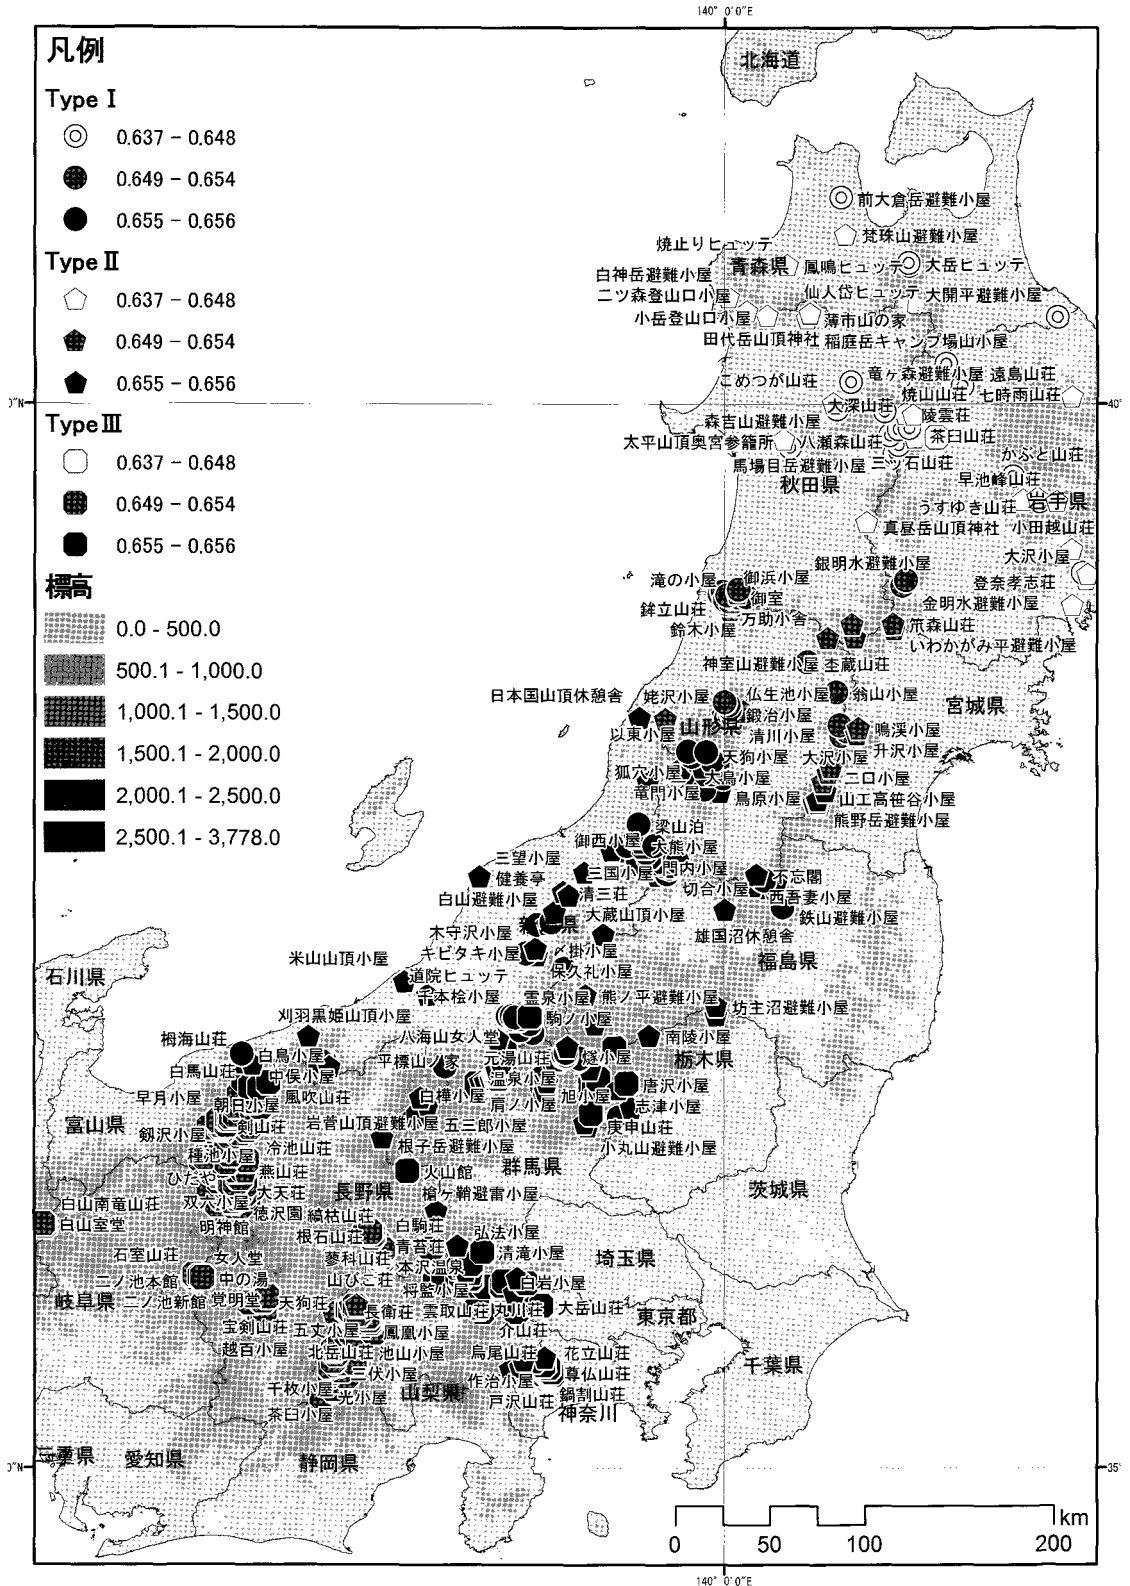 140° 0′0″E
凡例
Type Ⅰ
0.637 － 0.648
0.649 － 0.654
0.655 － 0.656
Type Ⅱ
0.637 － 0.648
0.649 － 0.654
0.655 － 0.656
Type Ⅲ
0.637 － 0.648
0.649 － 0.654
0.655 － 0.656
標高
0.0 - 500.0
500.1 - 1,000.0
1,000.1 - 1,500.0
1,500.1 - 2,000.0
2,000.1 - 2,500.0
2,500.1 - 3,778.0
北海道
前大倉岳避難小屋
梵珠山避難小屋
焼止りヒュッテ
青森県
鳳鳴ヒュッテ
大岳ヒュッテ
白神岳避難小屋
二ツ森登山口小屋
仙人岱ヒュッテ
大開平避難小屋
小岳登山口小屋
薄市山の家
田代岳山頂神社
稲庭岳キャンプ場山小屋
こめつが山荘
竜ヶ森避難小屋
遠島山荘
焼山山荘
七時雨山荘
0″N
40°
大深山荘
陵雲荘
森吉山避難小屋
太平山頂奥宮参籠所
八瀬森山荘
茶臼山荘
馬場目岳避難小屋
三ツ石山荘
かぶと山荘
秋田県
早池峰山荘
うすゆき山荘
岩手県
真昼岳山頂神社
小田越山荘
大沢小屋
銀明水避難小屋
登奈孝志荘
滝の小屋
御浜小屋
御室
鉾立山荘
万助小舎
金明水避難小屋
鈴木小屋
荒森山荘
いわかがみ平避難小屋
神室山避難小屋
杢蔵山荘
日本国山頂休憩舎
姥沢小屋
仏生池小屋
翁山小屋
宮城県
以東小屋
山形県
鍛冶小屋
清川小屋
鳴渓小屋
升沢小屋
天狗小屋
大沢小屋
狐穴小屋
大鳥小屋
二口小屋
竜門小屋
鳥原小屋
山工高笹谷小屋
熊野岳避難小屋
梁山泊
御西小屋
大熊小屋
三望小屋
健養亭
三国小屋
門内小屋
切合小屋
不忘閣
白山避難小屋
清三荘
西吾妻小屋
大蔵山頂小屋
鉄山避難小屋
木守沢小屋
雄国沼休憩舎
キビタキ小屋
福島県
米山山頂小屋
保久礼小屋
石川県
道院ヒュッテ
千本桧小屋
霊泉小屋
熊ノ平避難小屋
坊主沼避難小屋
刈羽黒姫山頂小屋
駒ノ小屋
栂海山荘
八海山女人堂
南陵小屋
白鳥小屋
平標山ノ家
元湯山荘
燧小屋
栃木県
白馬山荘
中俣小屋
温泉小屋
唐沢小屋
早月小屋
朝日小屋
風吹山荘
白樺小屋
肩ノ小屋
旭小屋
志津小屋
富山県
剱沢小屋
剣山荘
岩菅山頂避難小屋
五三郎小屋
庚申山荘
種池小屋
冷池山荘
根子岳避難小屋
小丸山避難小屋
ひだや
燕山荘
火山館
群馬県
長野県
大天荘
槍ヶ鞘避雷小屋
茨城県
白山南竜山荘
双六小屋
徳沢園
縞枯山荘
白山室堂
明神館
白駒荘
弘法小屋
根石山荘
石室山荘
女人堂
青苔荘
清滝小屋
埼玉県
蓼科山荘
本沢温泉
二ノ池本館
中の湯
山びこ荘
白岩小屋
将監小屋
岐阜県
二ノ池新館
覚明堂
天狗荘
長衛荘
雲取山荘
丸川荘
大岳山荘
東京都
宝剣山荘
五丈小屋
鳳凰小屋
介山荘
越百小屋
北岳山荘
池山小屋
烏尾山荘
花立山荘
千葉県
三伏小屋
作治小屋
尊仏山荘
千枚小屋
光小屋
山梨県
鍋割山荘
戸沢山荘
神奈川
茶臼小屋
三重県
愛知県
静岡県
0″N
35°
km
0
50
100
200
140° 0′0″E